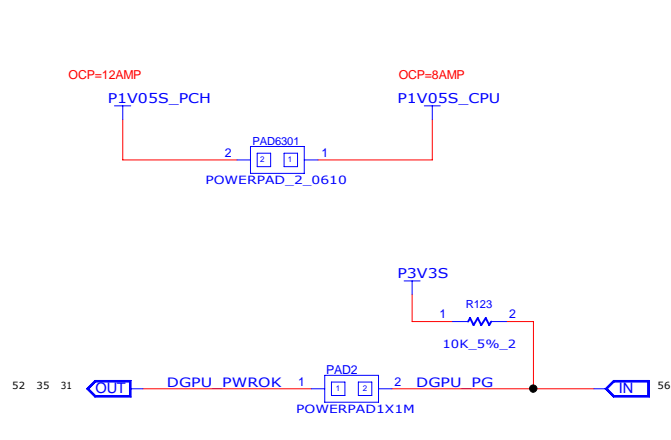 OCP=12AMP OCP=8AMP
P1V05S_PCH P1V05S_CPU
PAD6301
2 2 1 1
POWERPAD_2_0610
P3V3S
R123
1 2
10K_5%_2
PAD2
52 35 31 OUT DGPU_PWROK 1 1 2 2 DGPU_PG IN 56
POWERPAD1X1M